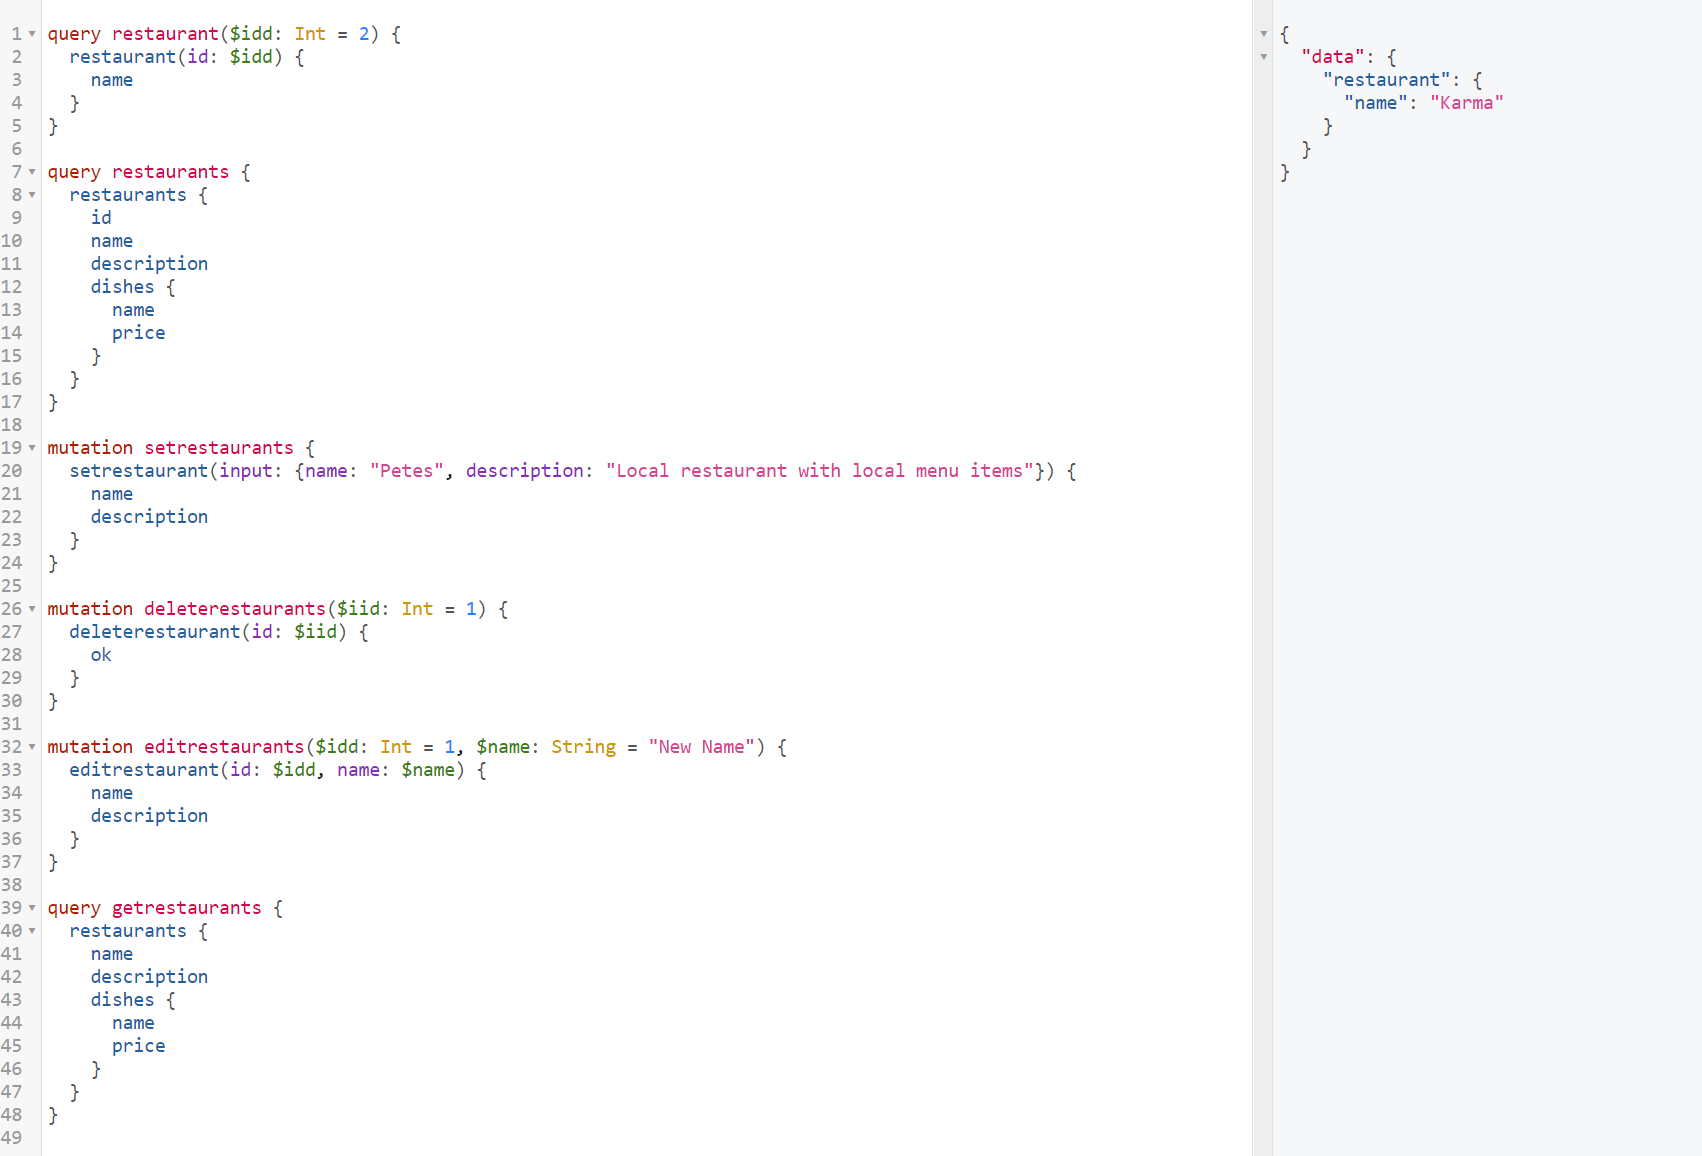 1 query restaurant($idd: Int = 2) {
2   restaurant(id: $idd) {
3     name
4   }
5 }
6
7 query restaurants {
8   restaurants {
9     id
10     name
11     description
12     dishes {
13       name
14       price
15     }
16   }
17 }
18
19 mutation setrestaurants {
20   setrestaurant(input: {name: "Petes", description: "Local restaurant with local menu items"}) {
21     name
22     description
23   }
24 }
25
26 mutation deleterestaurants($iid: Int = 1) {
27   deleterestaurant(id: $iid) {
28     ok
29   }
30 }
31
32 mutation editrestaurants($idd: Int = 1, $name: String = "New Name") {
33   editrestaurant(id: $idd, name: $name) {
34     name
35     description
36   }
37 }
38
39 query getrestaurants {
40   restaurants {
41     name
42     description
43     dishes {
44       name
45       price
46     }
47   }
48 }
49
{
  "data": {
    "restaurant": {
      "name": "Karma"
    }
  }
}